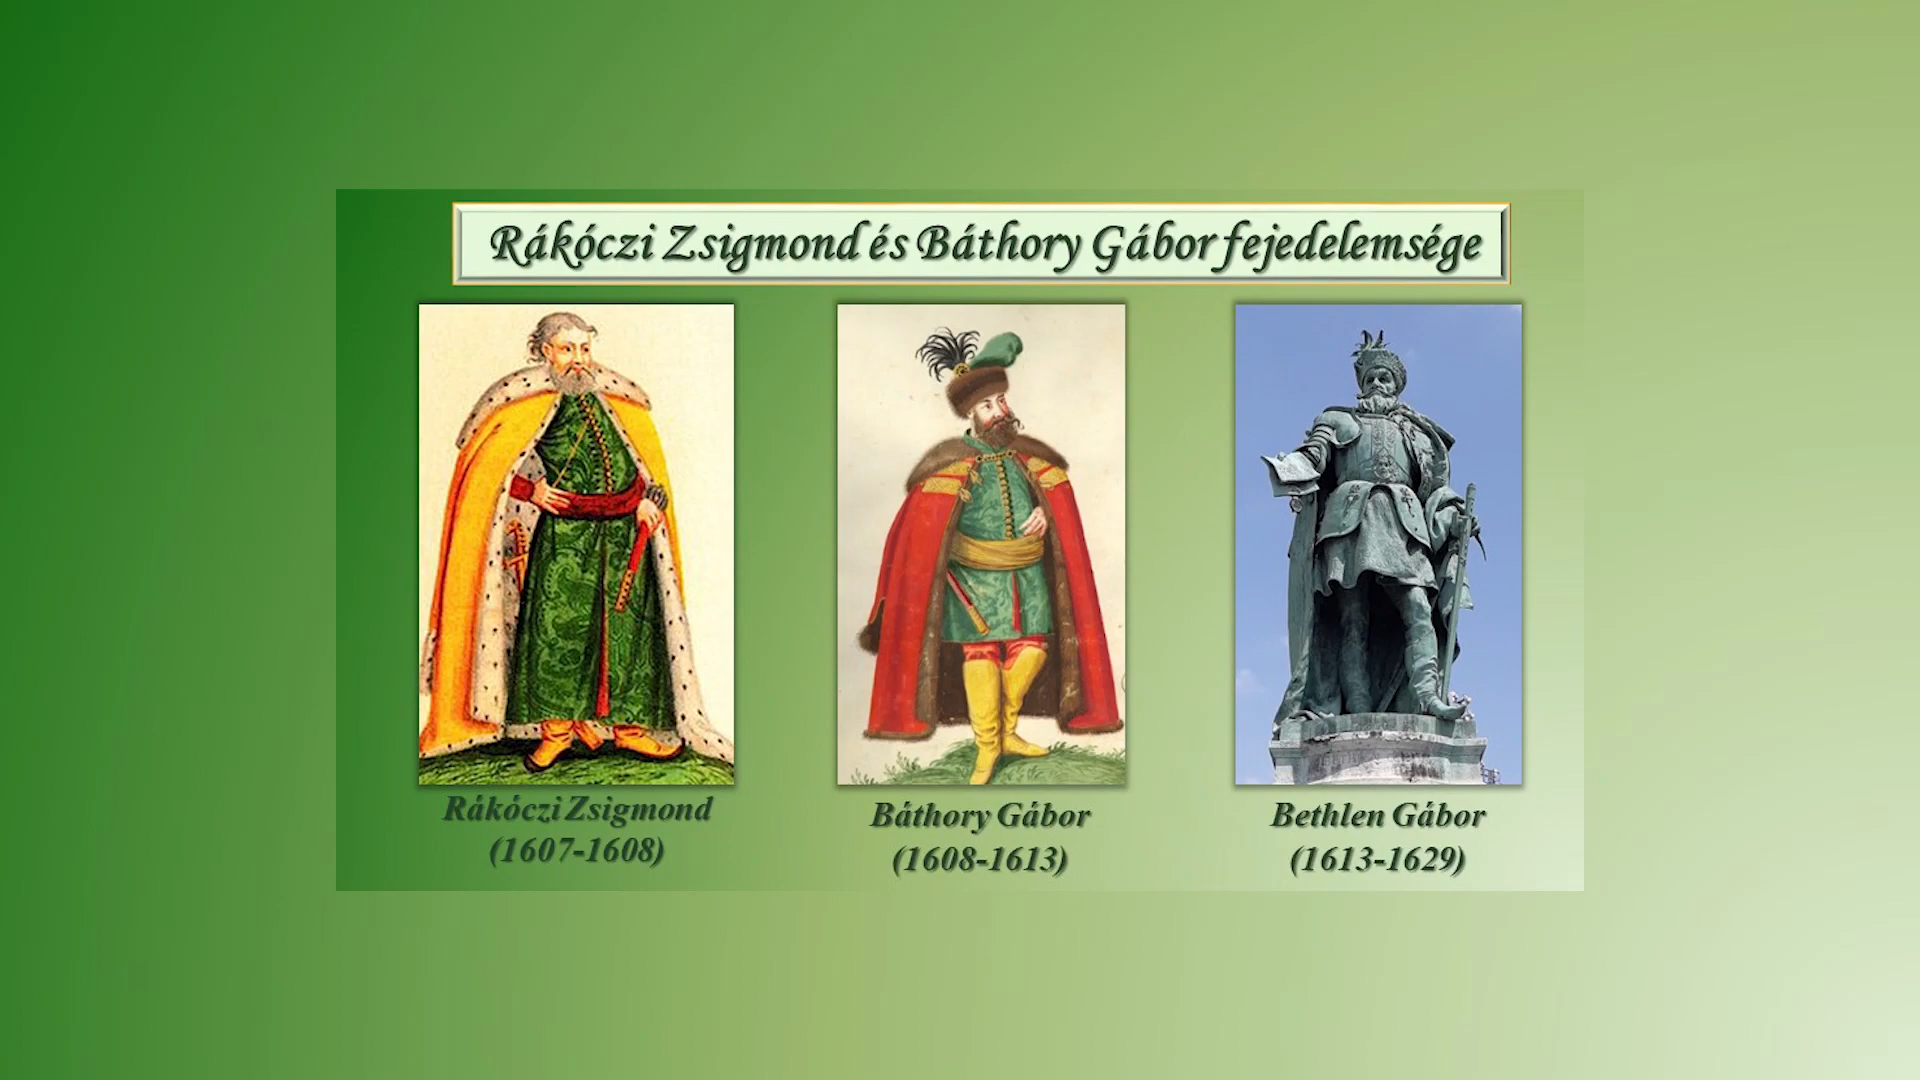 Rákóczi Zsigmond és Báthory Gábor fejedelemsége
Rákóczi Zsigmond
(1607-1608)
Báthory Gábor
(1608-1613)
Bethlen Gábor
(1613-1629)